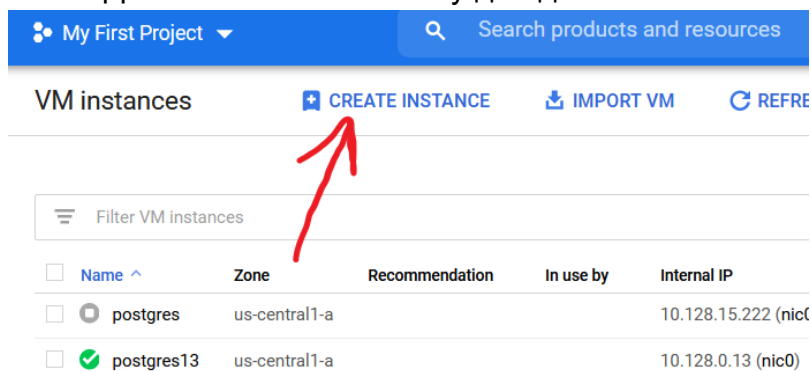 My First Project Search products and resources
VM instances CREATE INSTANCE IMPORT VM REFRE
Filter VM instances
Name Zone Recommendation In use by Internal IP
postgres us-central1-a 10.128.15.222 (nic0
postgres13 us-central1-a 10.128.0.13 (nic0)